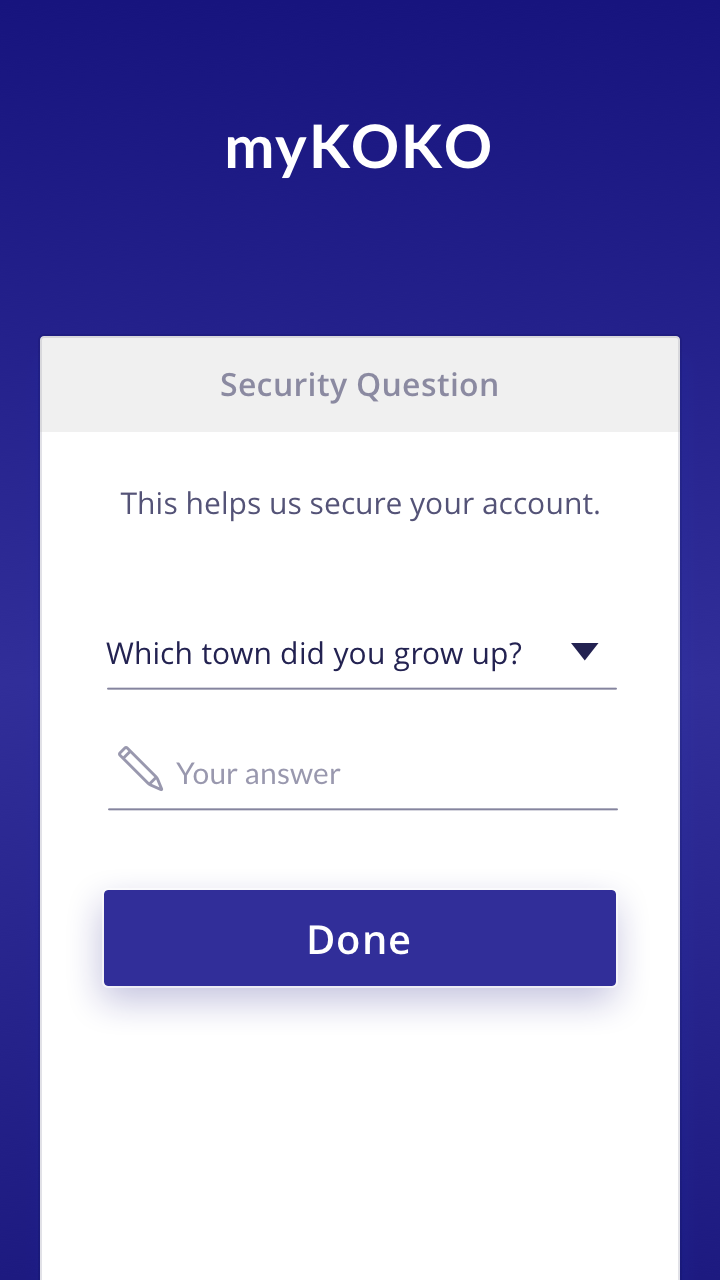 myKOKO
Security Question
This helps us secure your account.
Which town did you grow up?
Your answer
Done